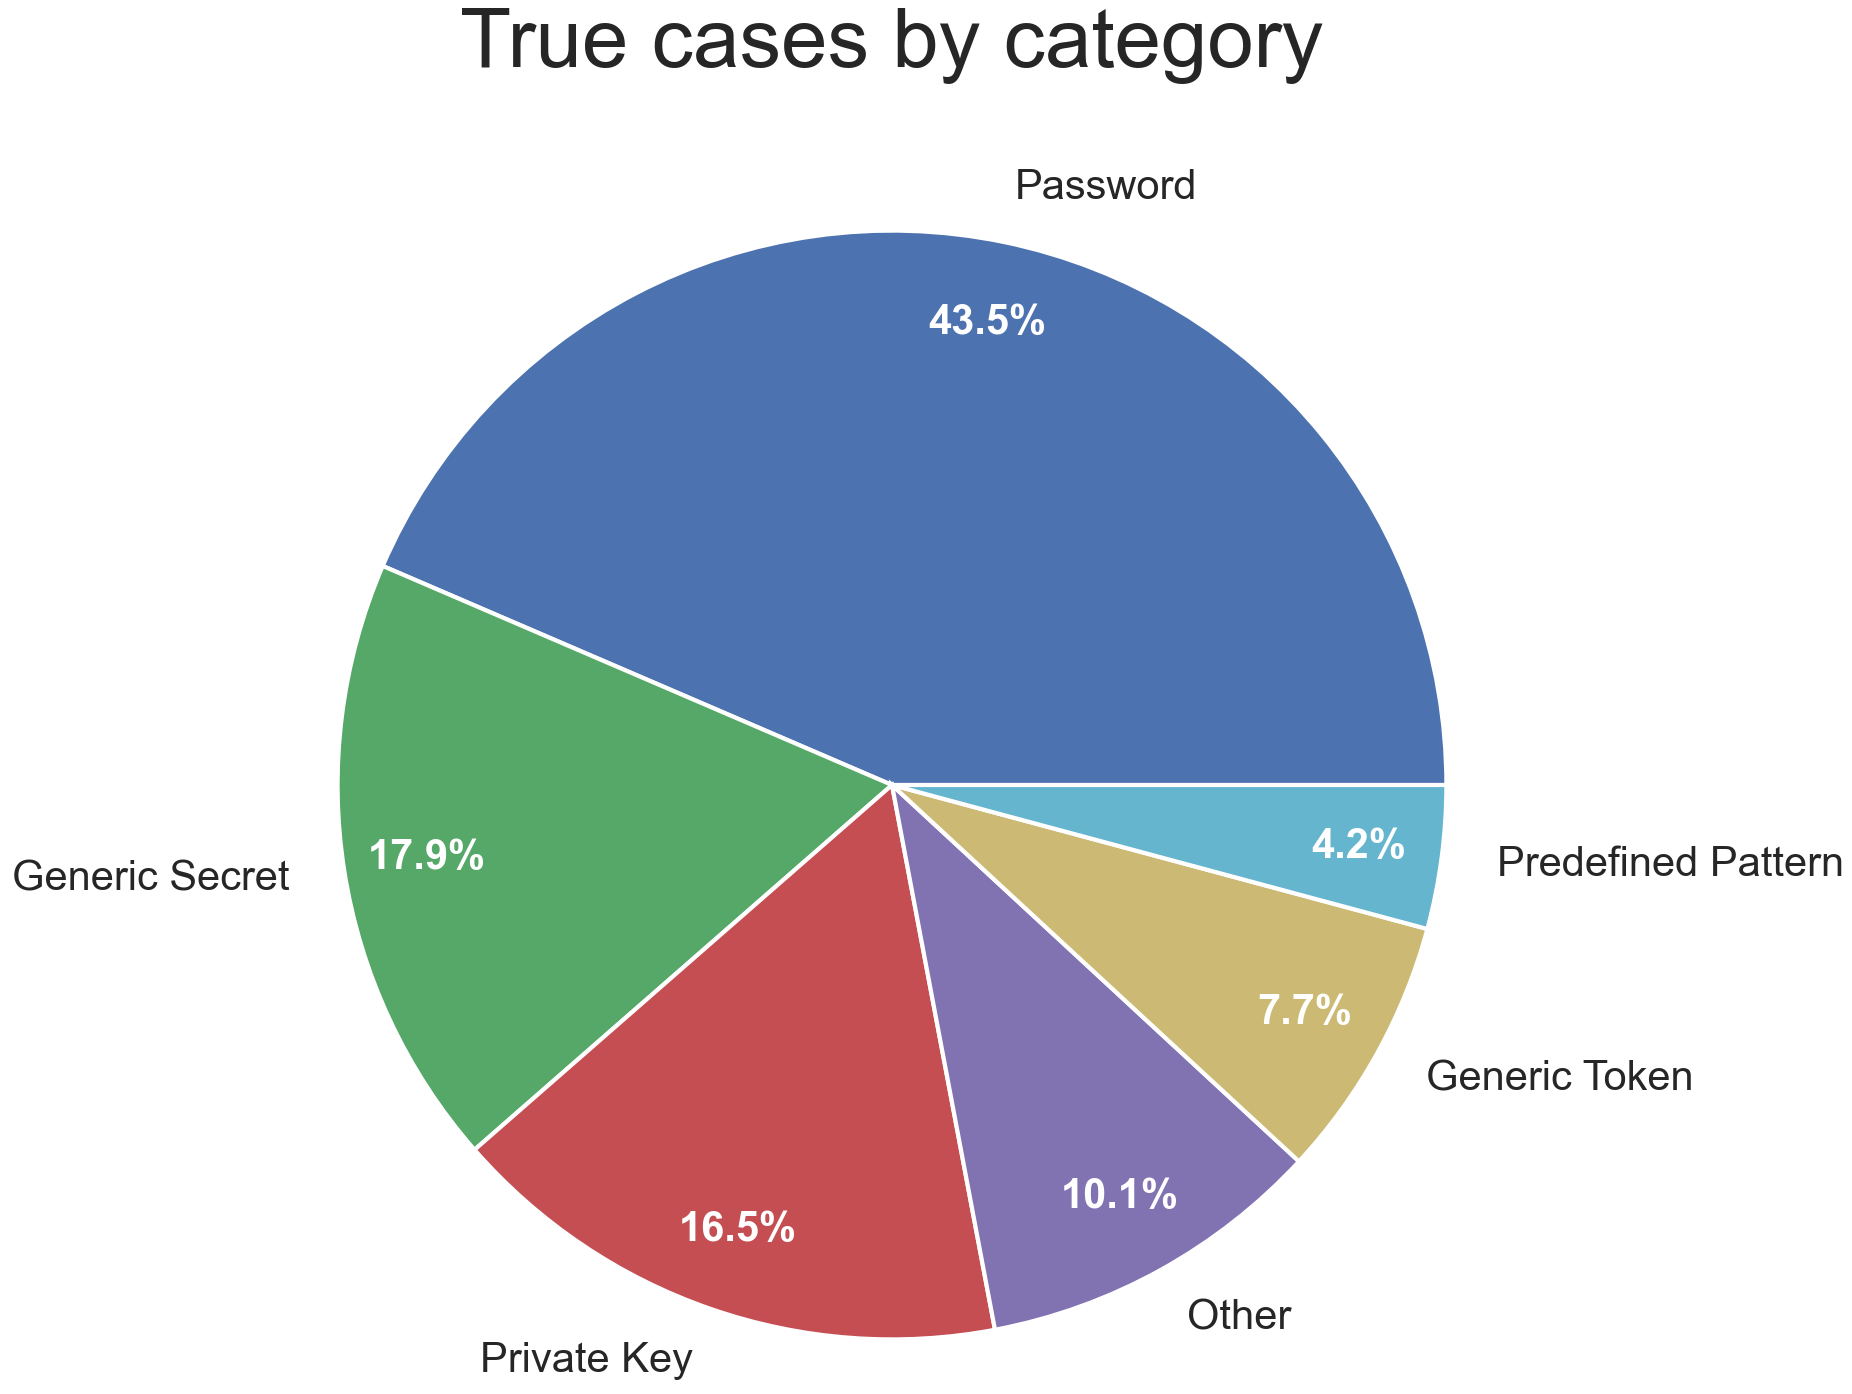 True cases by category
Password
43.5%
17.9%
Generic Secret
4.2%
Predefined Pattern
7.7%
Generic Token
10.1%
16.5%
Other
Private Key